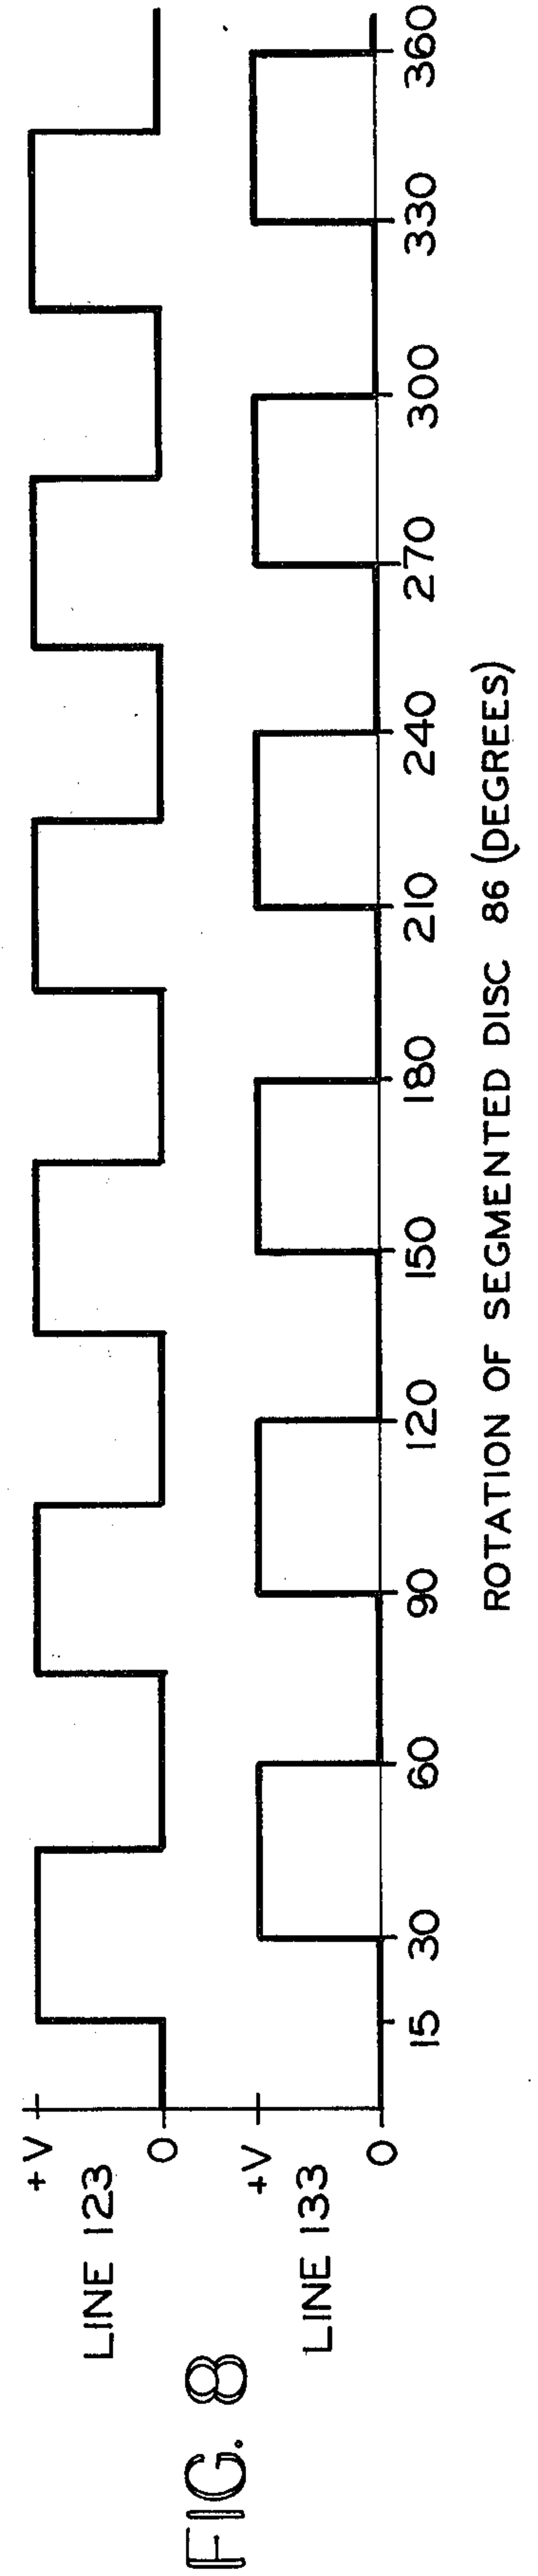 FIG. 8
LINE 123
+V
0
LINE 133
+V
0
15 30 60 90 120 150 180 210 240 270 300 330 360
ROTATION OF SEGMENTED DISC 86 (DEGREES)